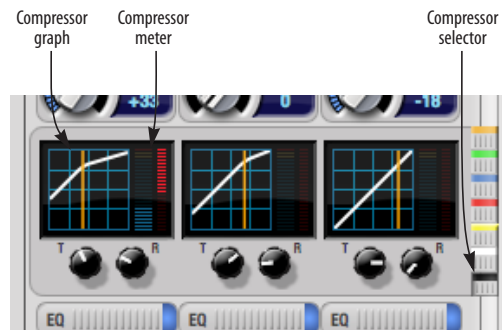 Compressor graph
Compressor meter
Compressor selector
+33
0
-18
T R
T R
T R
EQ
EQ
EQ